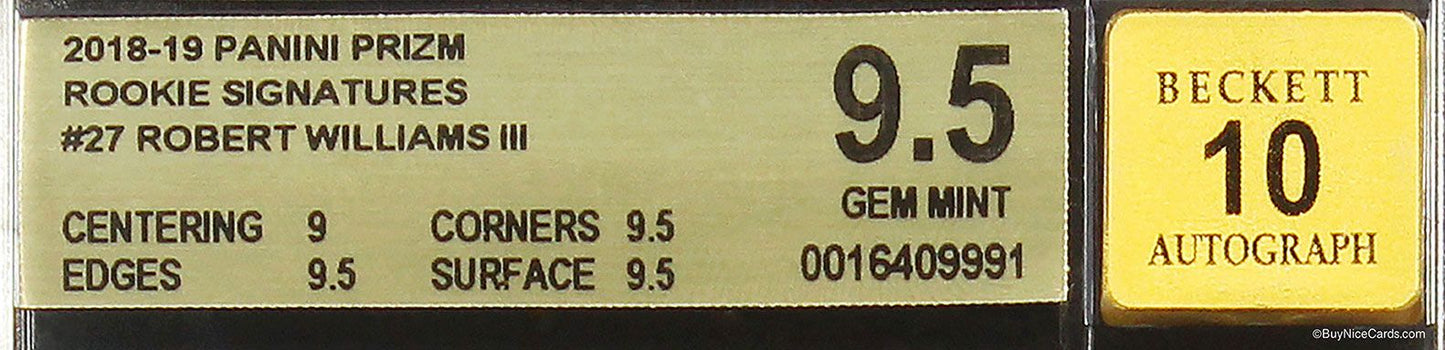 2018-19 PANINI PRIZM
ROOKIE SIGNATURES
#27 ROBERT WILLIAMS III
CENTERING 9 CORNERS 9.5
EDGES 9.5 SURFACE 9.5
9.5
GEM MINT
0016409991
BECKETT
10
AUTOGRAPH
©BuyNiceCards.com